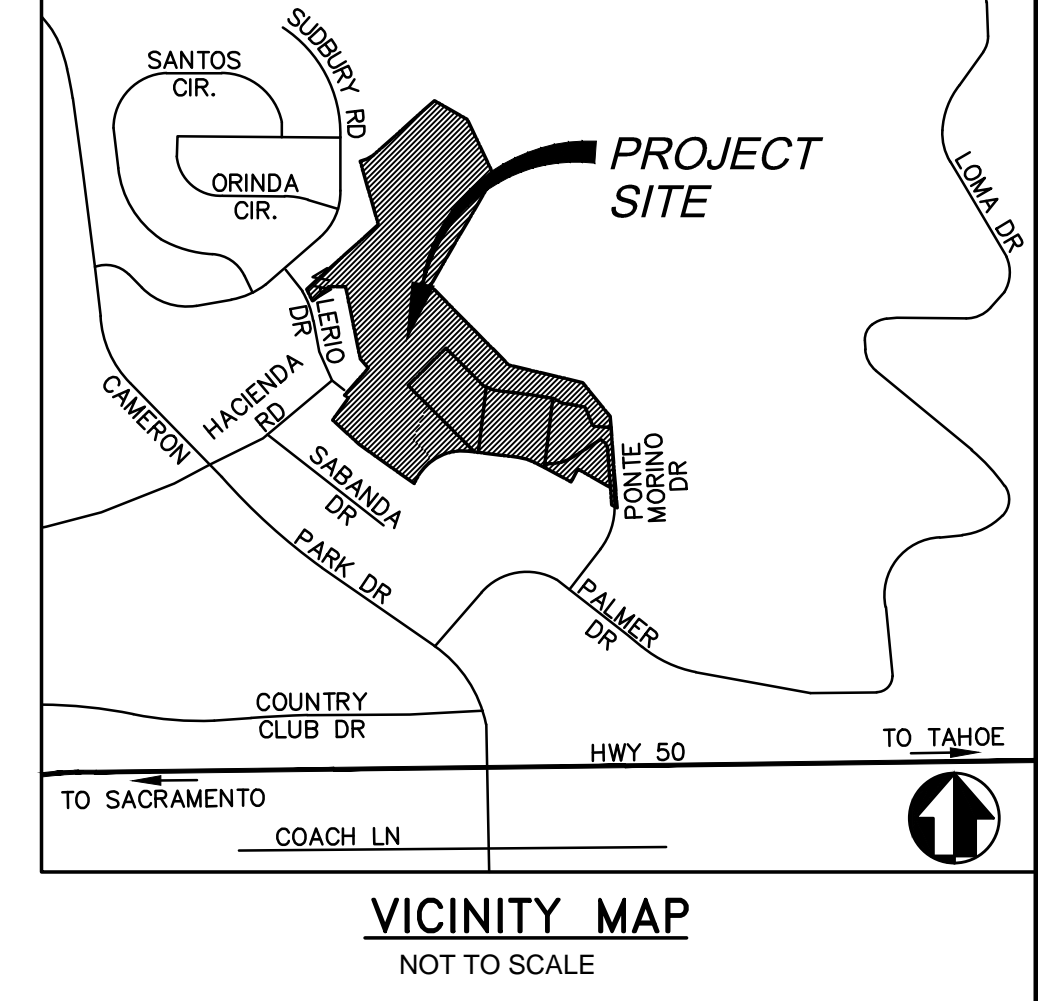 SUDBURY RD
SANTOS
CIR.
ORINDA
CIR.
PROJECT
SITE
LOMA DR
LERIO
DR
HACIENDA
RD
CAMERON
PARK DR
SABANDA
DR
PONTE
MORINO
DR
PALMER
DR
COUNTRY
CLUB DR
HWY 50
TO TAHOE
TO SACRAMENTO
COACH LN
VICINITY MAP
NOT TO SCALE